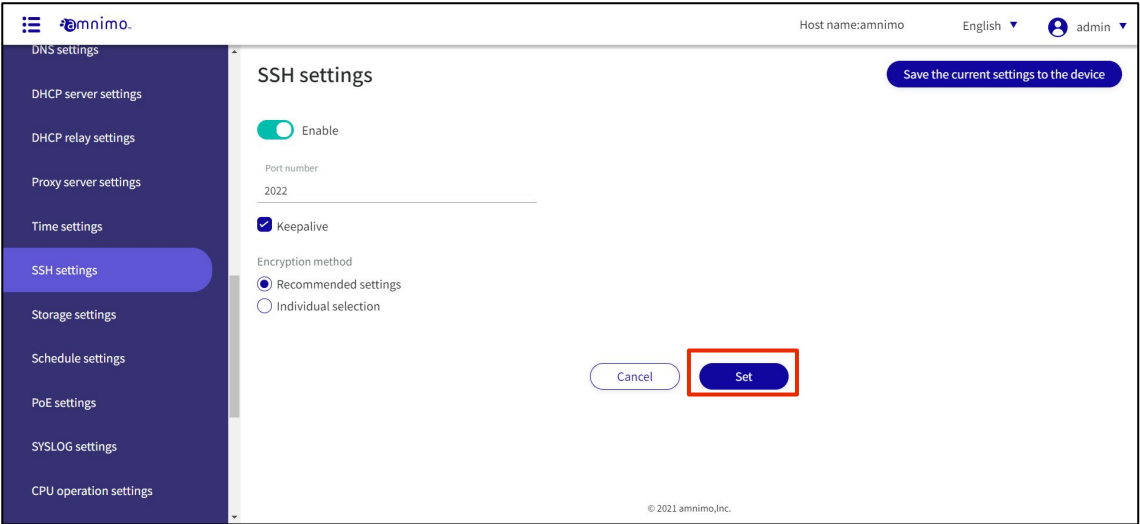 amnimo
Host name:amnimo
English
admin
DNS settings
DHCP server settings
DHCP relay settings
Proxy server settings
Time settings
SSH settings
Storage settings
Schedule settings
PoE settings
SYSLOG settings
CPU operation settings
SSH settings
Save the current settings to the device
Enable
Port number
2022
Keepalive
Encryption method
Recommended settings
Individual selection
Cancel
Set
© 2021 amnimo,Inc.